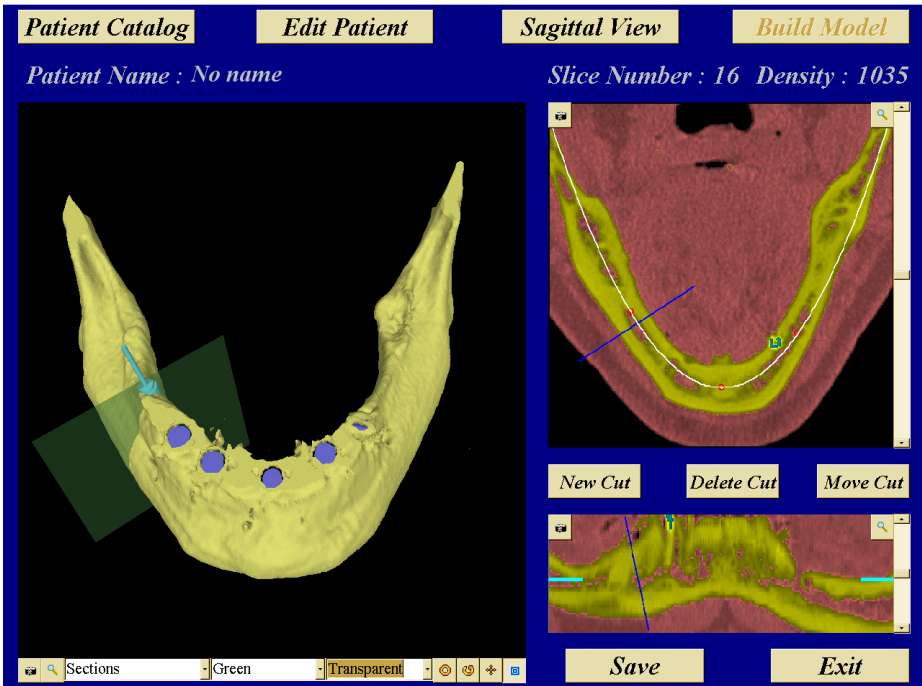 Patient Catalog Edit Patient Sagittal View Build Model
Patient Name : No name Slice Number : 16 Density : 1035
New Cut Delete Cut Move Cut
Sections Green Transparent
Save Exit